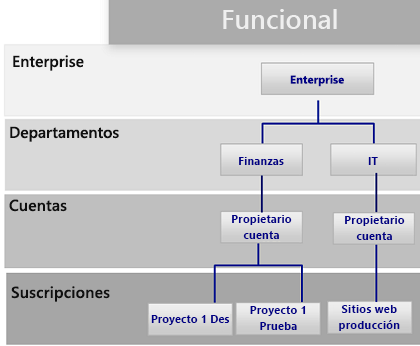 Funcional
Enterprise
Enterprise
Departamentos
Finanzas
IT
Cuentas
Propietario
cuenta
Propietario
cuenta
Suscripciones
Proyecto 1 Des
Proyecto 1
Prueba
Sitios web
producción